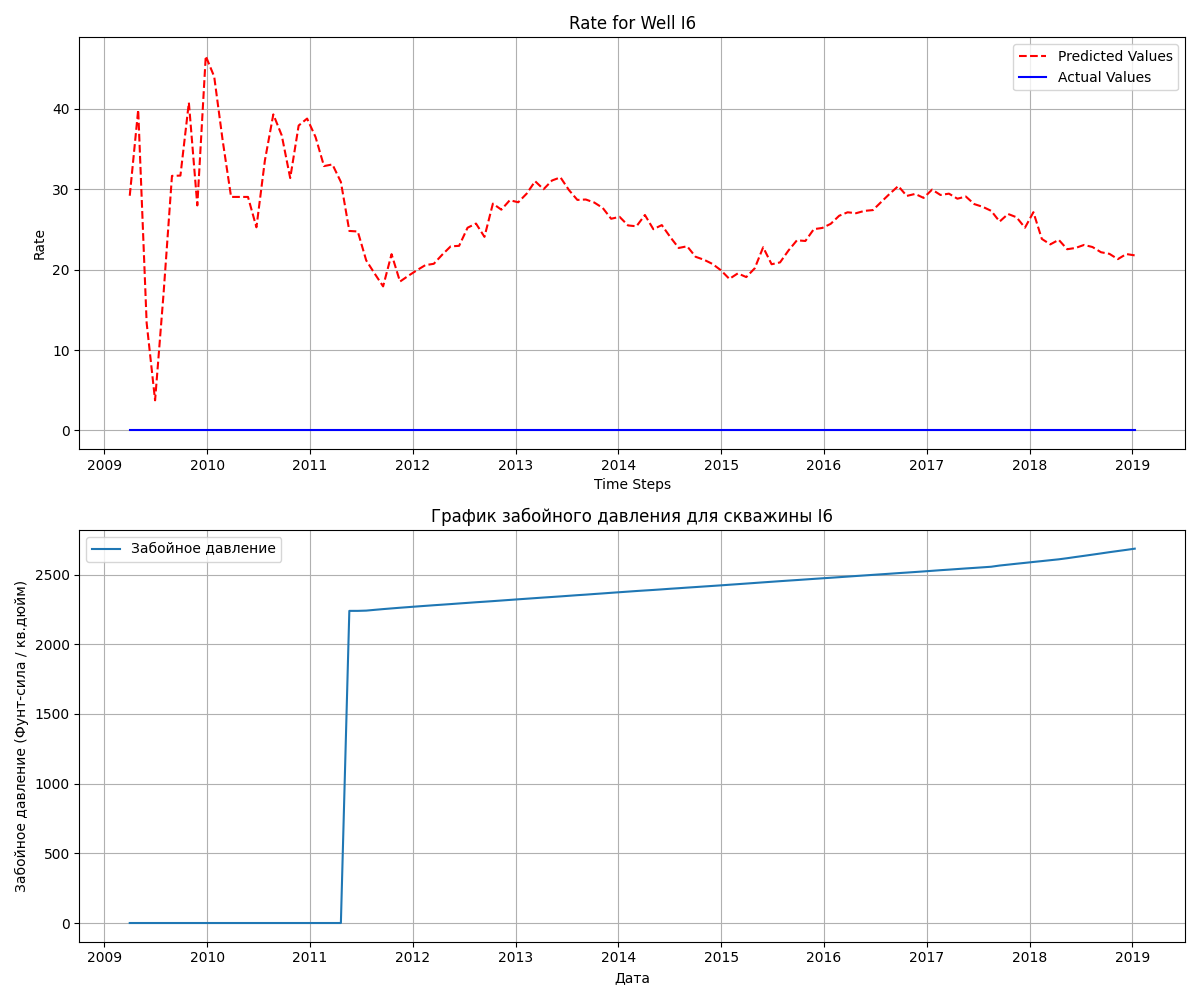 Rate for Well I6
Predicted Values
Actual Values
Rate
40
30
20
10
0
2009 2010 2011 2012 2013 2014 2015 2016 2017 2018 2019
Time Steps
График забойного давления для скважины I6
Забойное давление
Забойное давление (Фунт-сила / кв.дюйм)
2500
2000
1500
1000
500
0
2009 2010 2011 2012 2013 2014 2015 2016 2017 2018 2019
Дата